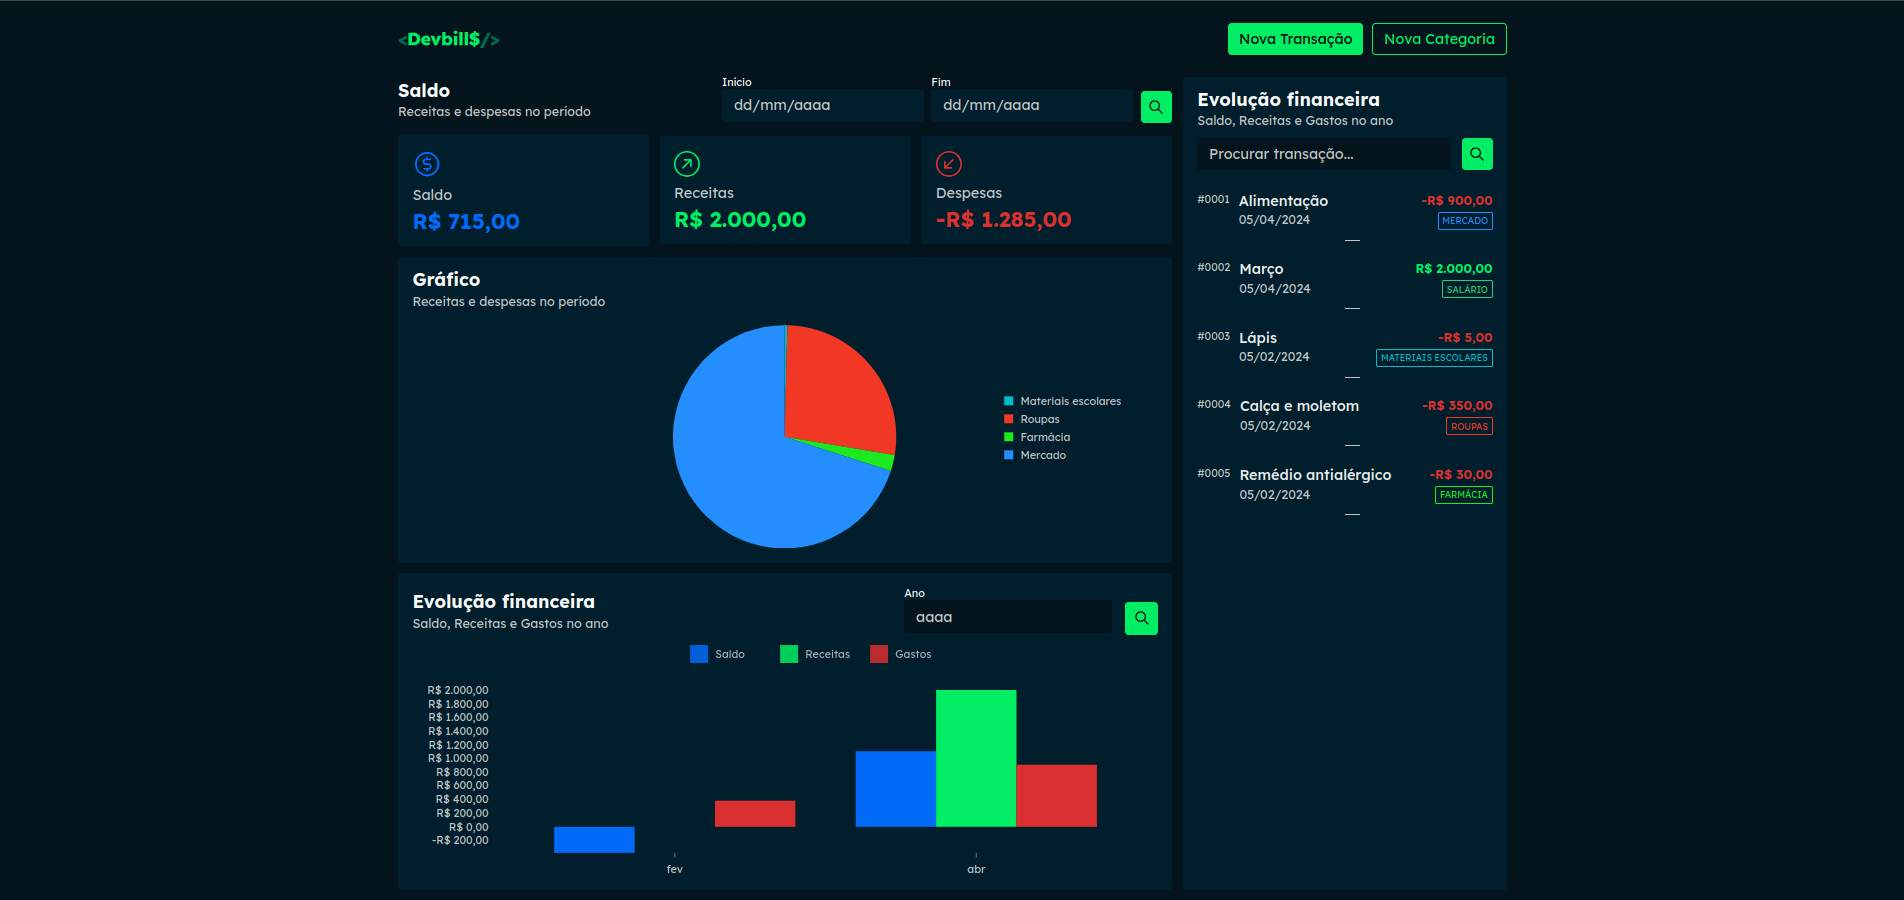 <Devbill$/>
Nova Transação
Nova Categoria
Saldo
Receitas e despesas no período
Início
dd/mm/aaaa
Fim
dd/mm/aaaa
Saldo
R$ 715,00
Receitas
R$ 2.000,00
Despesas
-R$ 1.285,00
Gráfico
Receitas e despesas no período
Materiais escolares
Roupas
Farmácia
Mercado
Evolução financeira
Saldo, Receitas e Gastos no ano
Ano
aaaa
Saldo
Receitas
Gastos
R$ 2.000,00
R$ 1.800,00
R$ 1.600,00
R$ 1.400,00
R$ 1.200,00
R$ 1.000,00
R$ 800,00
R$ 600,00
R$ 400,00
R$ 200,00
R$ 0,00
-R$ 200,00
fev
abr
Evolução financeira
Saldo, Receitas e Gastos no ano
Procurar transação...
#0001 Alimentação -R$ 900,00
05/04/2024 MERCADO
#0002 Março R$ 2.000,00
05/04/2024 SALÁRIO
#0003 Lápis -R$ 5,00
05/02/2024 MATERIAIS ESCOLARES
#0004 Calça e moletom -R$ 350,00
05/02/2024 ROUPAS
#0005 Remédio antialérgico -R$ 30,00
05/02/2024 FARMÁCIA